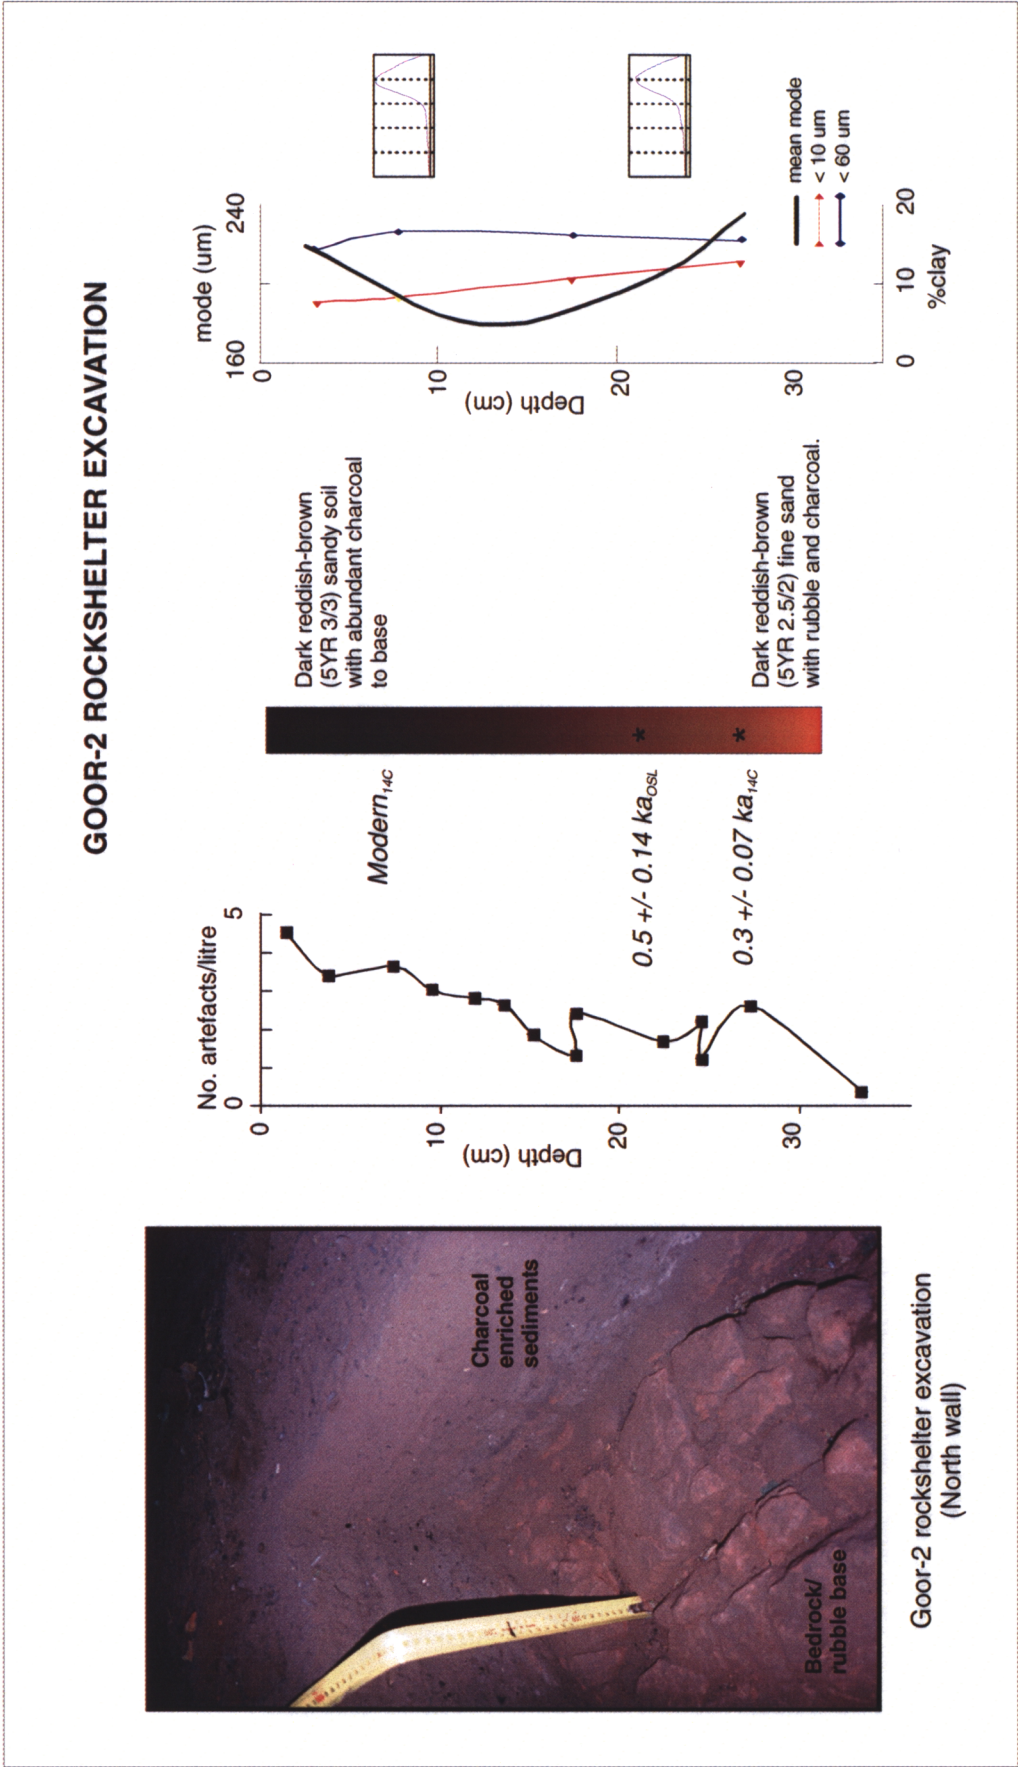 GOOR-2 ROCKSHELTER EXCAVATION
Charcoal
enriched
sediments
Bedrock/
rubble base
Goor-2 rockshelter excavation
(North wall)
No. artefacts/litre
0
5
Depth (cm)
0
10
20
30
Modern14C
0.5 +/- 0.14 kaOSL
0.3 +/- 0.07 ka14C
*
*
Dark reddish-brown
(5YR 3/3) sandy soil
with abundant charcoal
to base
Dark reddish-brown
(5YR 2.5/2) fine sand
with rubble and charcoal.
mode (um)
160
240
Depth (cm)
0
10
20
30
0
10
20
%clay
mean mode
< 10 um
< 60 um